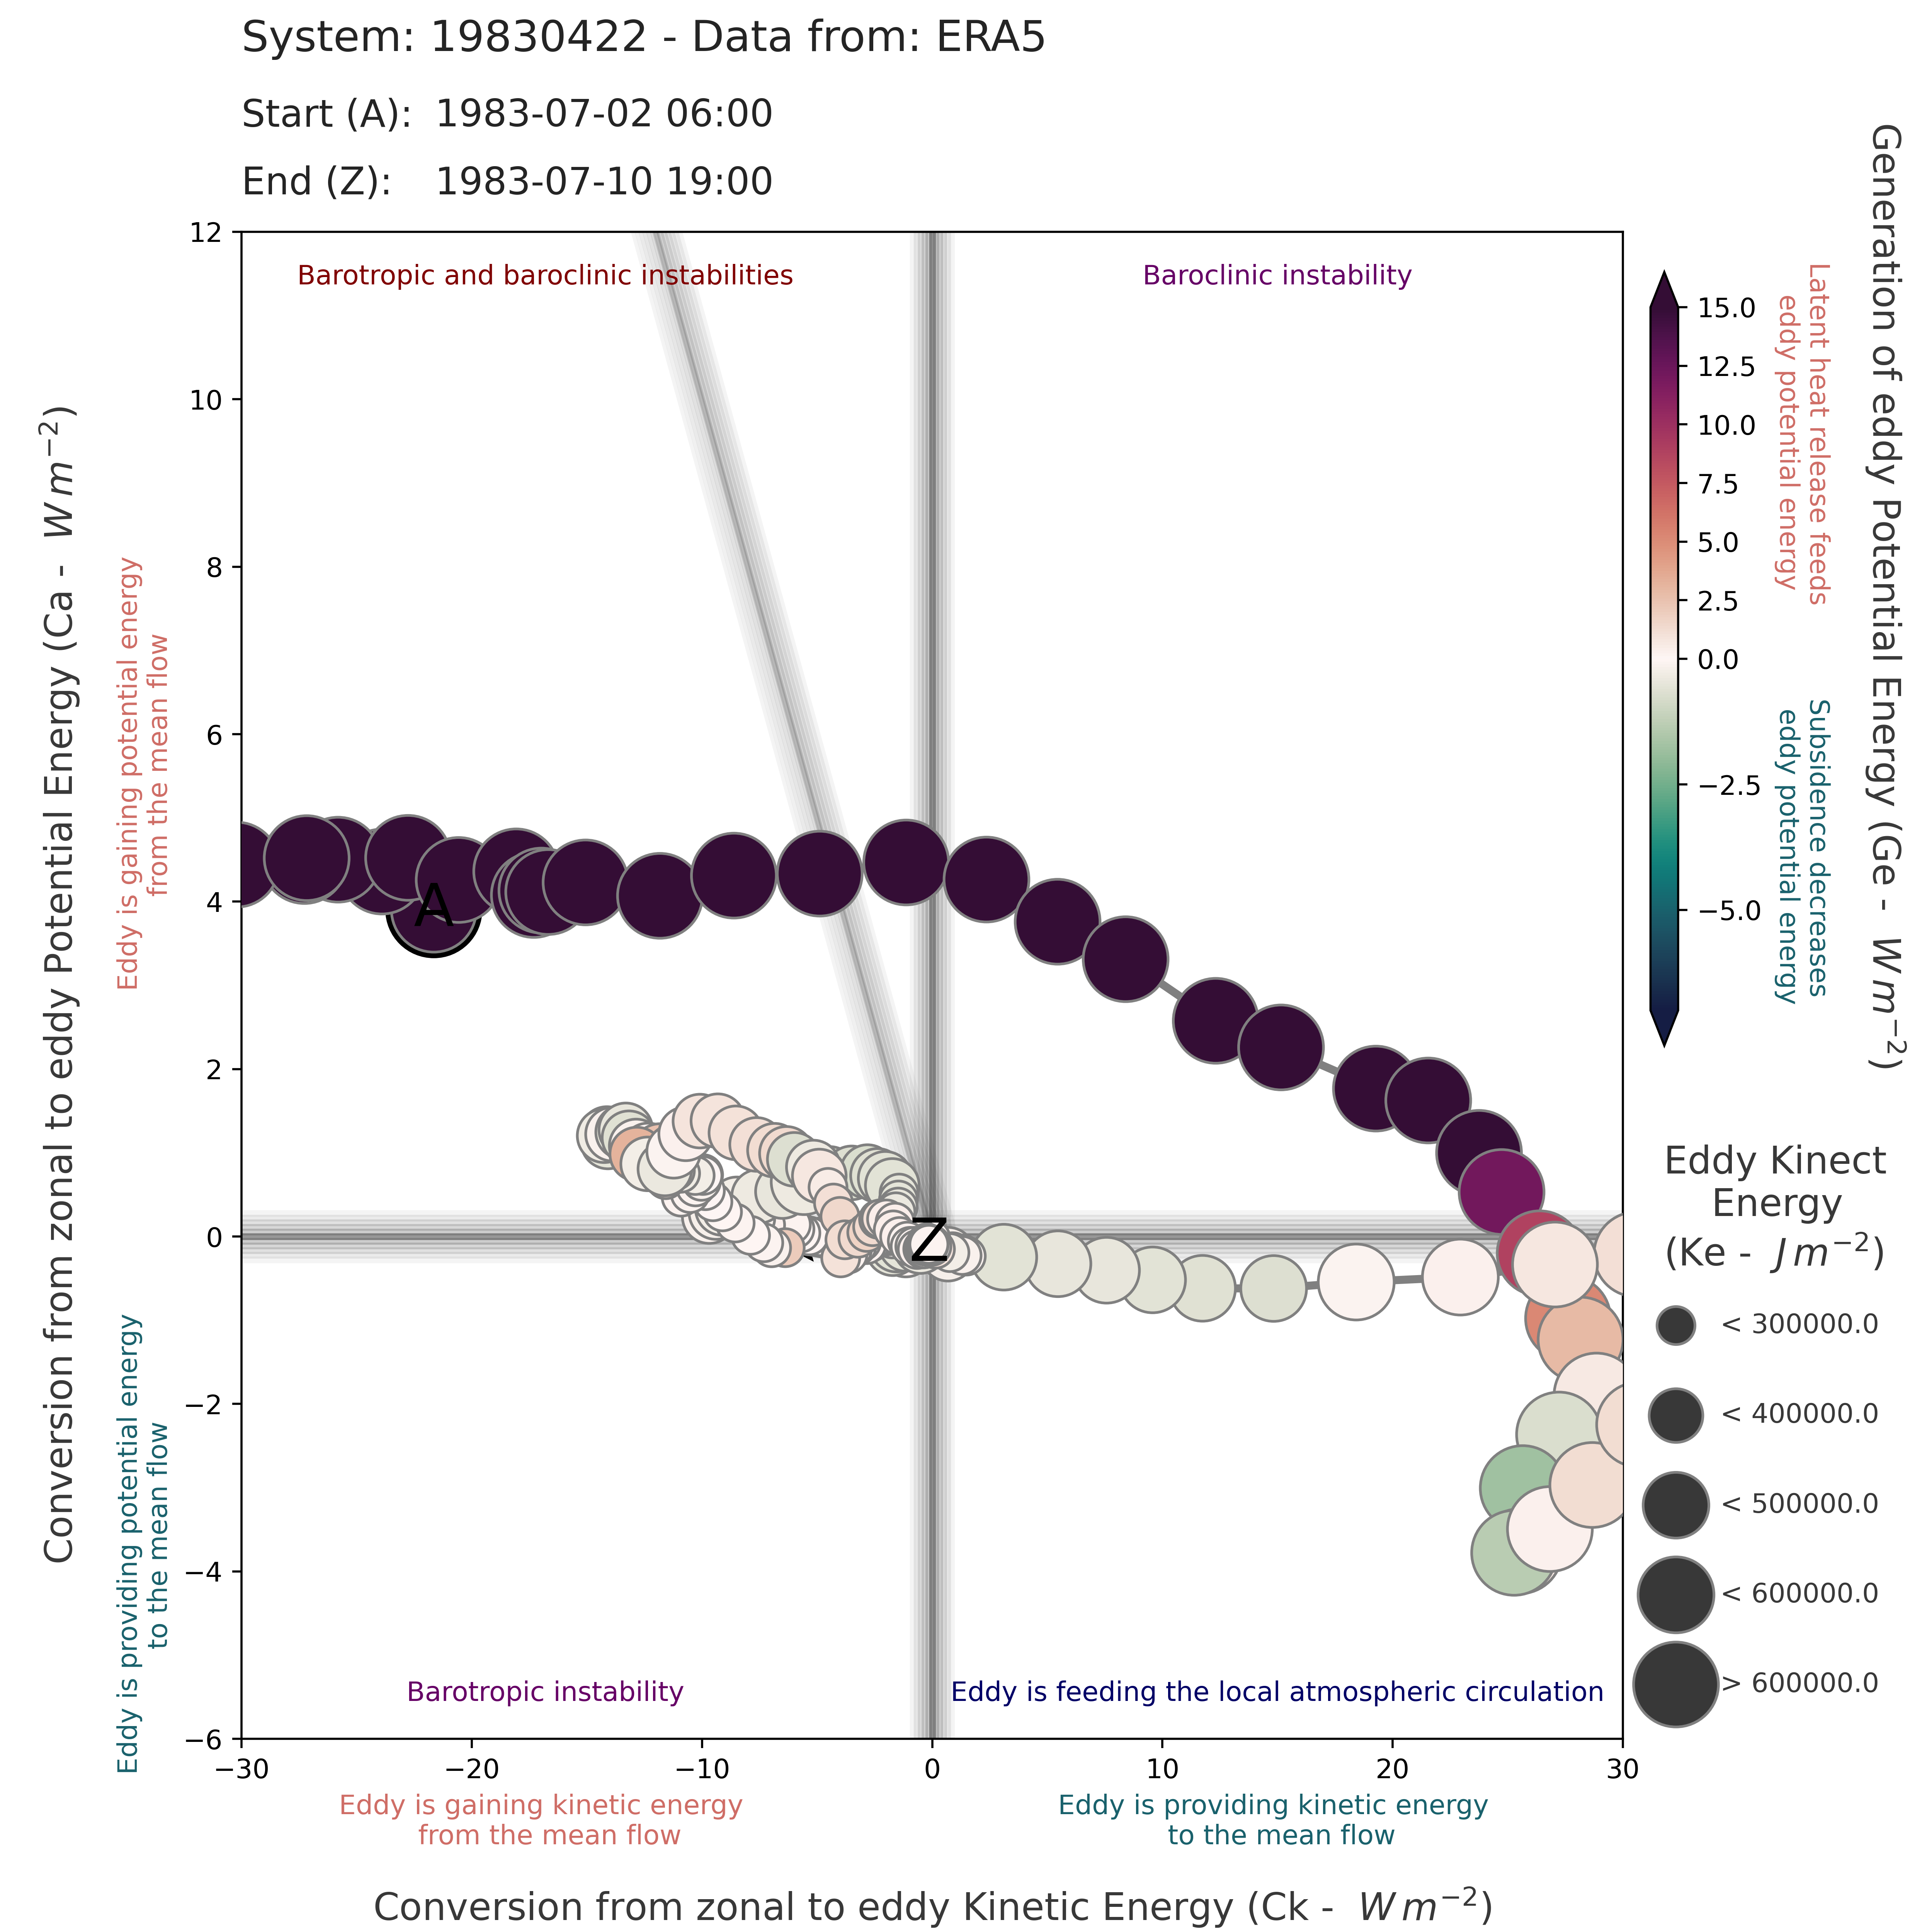 System: 19830422 - Data from: ERA5
Start (A): 1983-07-02 06:00
End (Z): 1983-07-10 19:00
Conversion from zonal to eddy Potential Energy (Ca - W m⁻²)
Eddy is gaining potential energy
from the mean flow
Eddy is providing potential energy
to the mean flow
12
10
8
6
4
2
0
−2
−4
−6
Barotropic and baroclinic instabilities
Baroclinic instability
A
Z
Barotropic instability
Eddy is feeding the local atmospheric circulation
−30
−20
−10
0
10
20
30
Eddy is gaining kinetic energy
from the mean flow
Eddy is providing kinetic energy
to the mean flow
Conversion from zonal to eddy Kinetic Energy (Ck - W m⁻²)
15.0
12.5
10.0
7.5
5.0
2.5
0.0
−2.5
−5.0
Latent heat release feeds
eddy potential energy
Subsidence decreases
eddy potential energy
Generation of eddy Potential Energy (Ge - W m⁻²)
Eddy Kinect
Energy
(Ke - J m⁻²)
< 300000.0
< 400000.0
< 500000.0
< 600000.0
> 600000.0